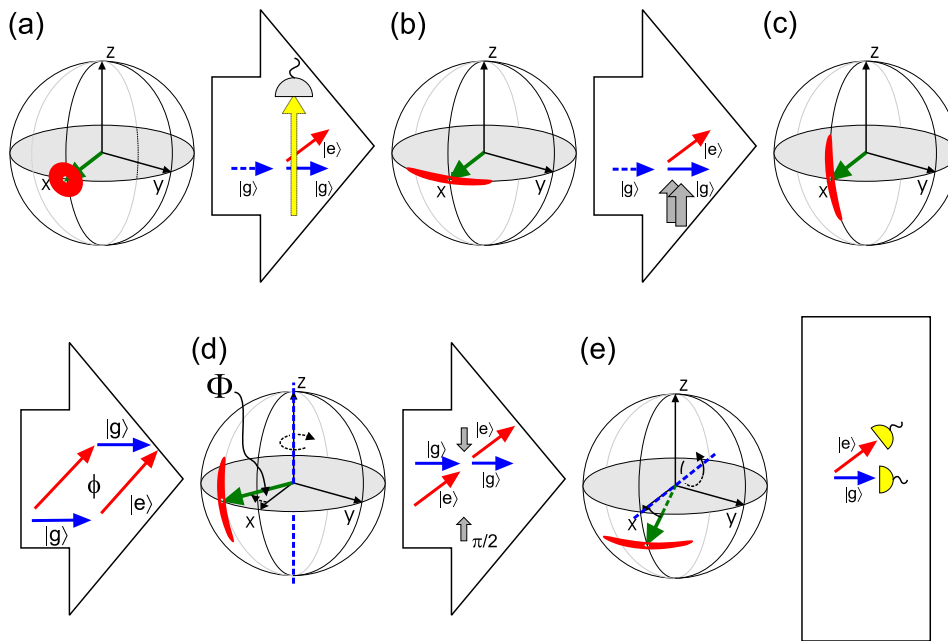 (a)
z
x
y
|e⟩
|g⟩
|g⟩
(b)
z
x
y
|e⟩
|g⟩
|g⟩
(c)
z
x
y
|g⟩
ϕ
|e⟩
|g⟩
(d)
Φ
z
x
y
|g⟩
|e⟩
|e⟩
|g⟩
π/2
(e)
z
x
y
|e⟩
|g⟩